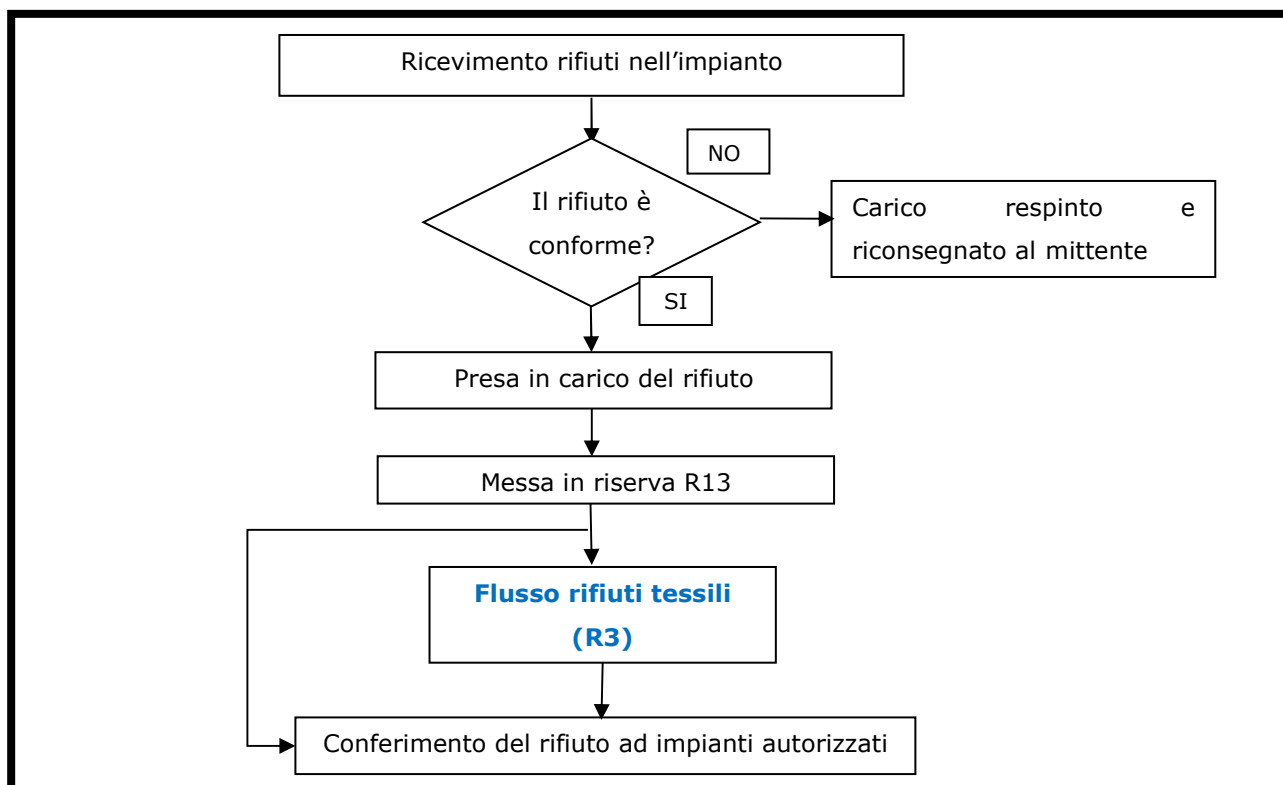 Ricevimento rifiuti nell'impianto
NO
Il rifiuto è
conforme?
Carico respinto e
riconsegnato al mittente
SI
Presa in carico del rifiuto
Messa in riserva R13
Flusso rifiuti tessili
(R3)
Conferimento del rifiuto ad impianti autorizzati